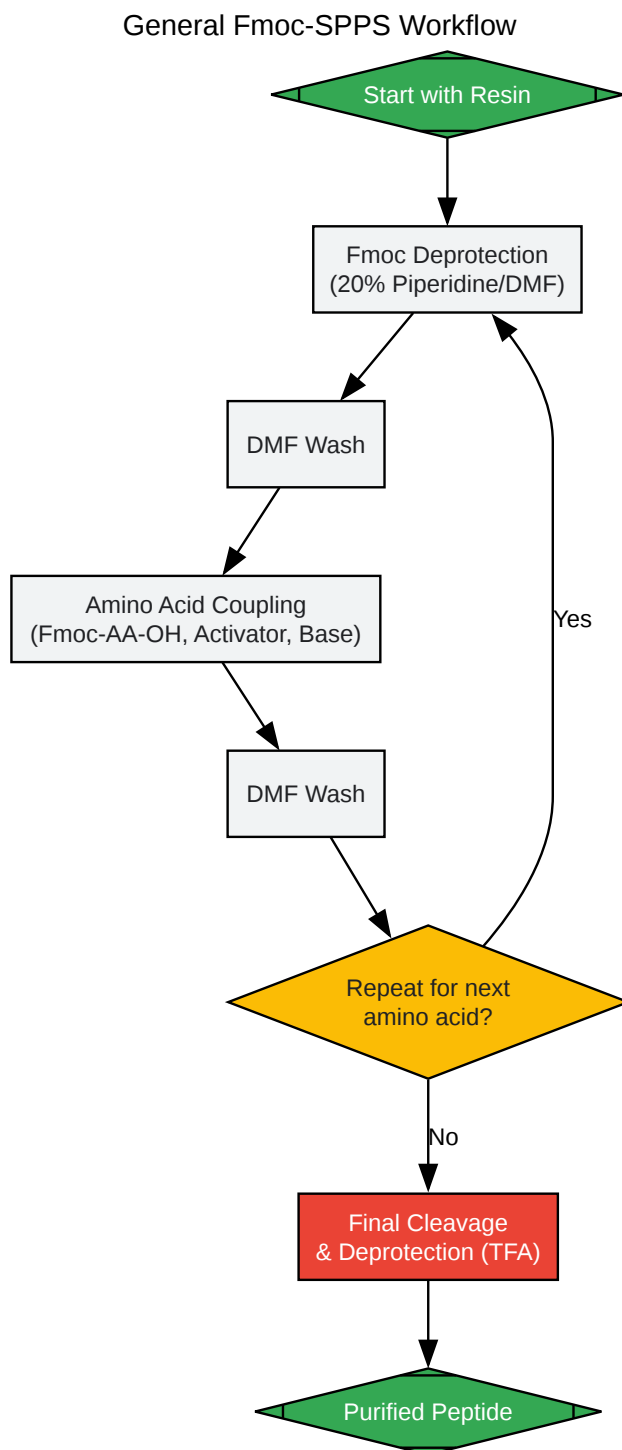 General Fmoc-SPPS Workflow
Start with Resin
Fmoc Deprotection
(20% Piperidine/DMF)
DMF Wash
Amino Acid Coupling
(Fmoc-AA-OH, Activator, Base)
Yes
DMF Wash
Repeat for next
amino acid?
No
Final Cleavage
& Deprotection (TFA)
Purified Peptide